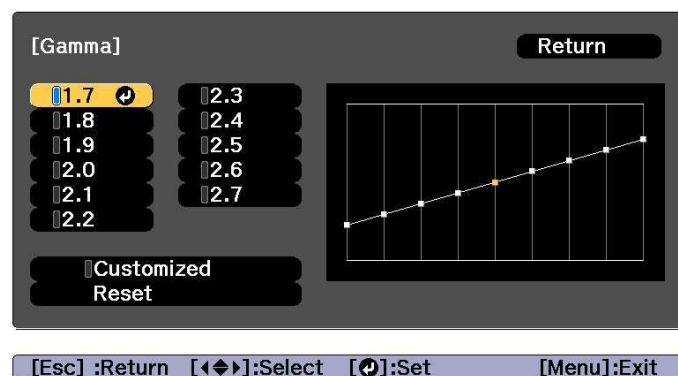 [Gamma]
Return
1.7
1.8
1.9
2.0
2.1
2.2
2.3
2.4
2.5
2.6
2.7
Customized
Reset
[Esc] :Return [◀◆▶]:Select [↲]:Set [Menu]:Exit